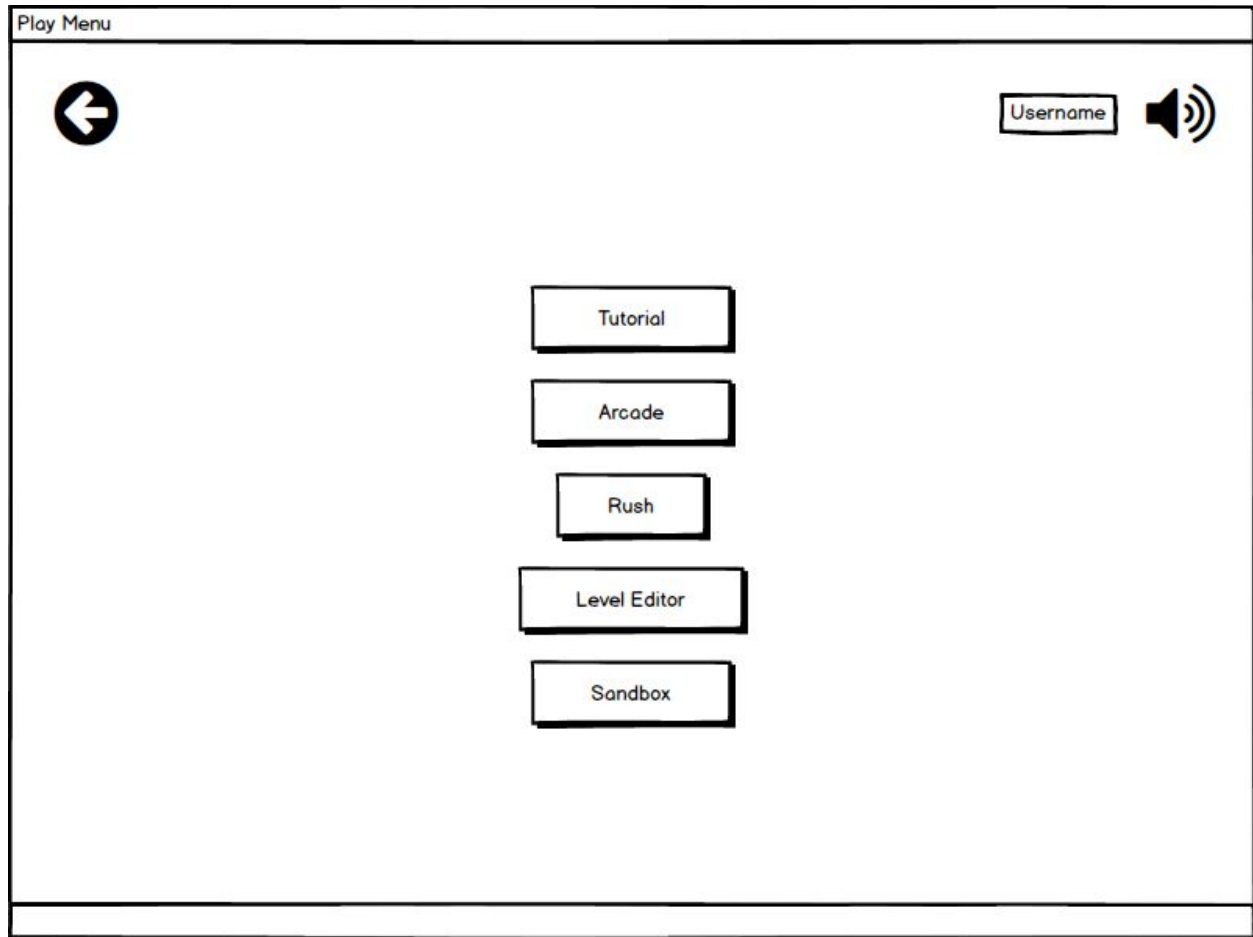 Play Menu
Username
Tutorial
Arcade
Rush
Level Editor
Sandbox